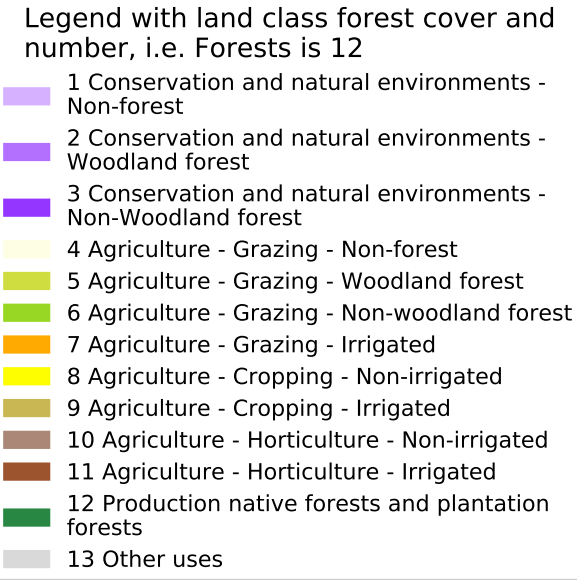 Legend with land class forest cover and
number, i.e. Forests is 12
1 Conservation and natural environments -
Non-forest
2 Conservation and natural environments -
Woodland forest
3 Conservation and natural environments -
Non-Woodland forest
4 Agriculture - Grazing - Non-forest
5 Agriculture - Grazing - Woodland forest
6 Agriculture - Grazing - Non-woodland forest
7 Agriculture - Grazing - Irrigated
8 Agriculture - Cropping - Non-irrigated
9 Agriculture - Cropping - Irrigated
10 Agriculture - Horticulture - Non-irrigated
11 Agriculture - Horticulture - Irrigated
12 Production native forests and plantation
forests
13 Other uses